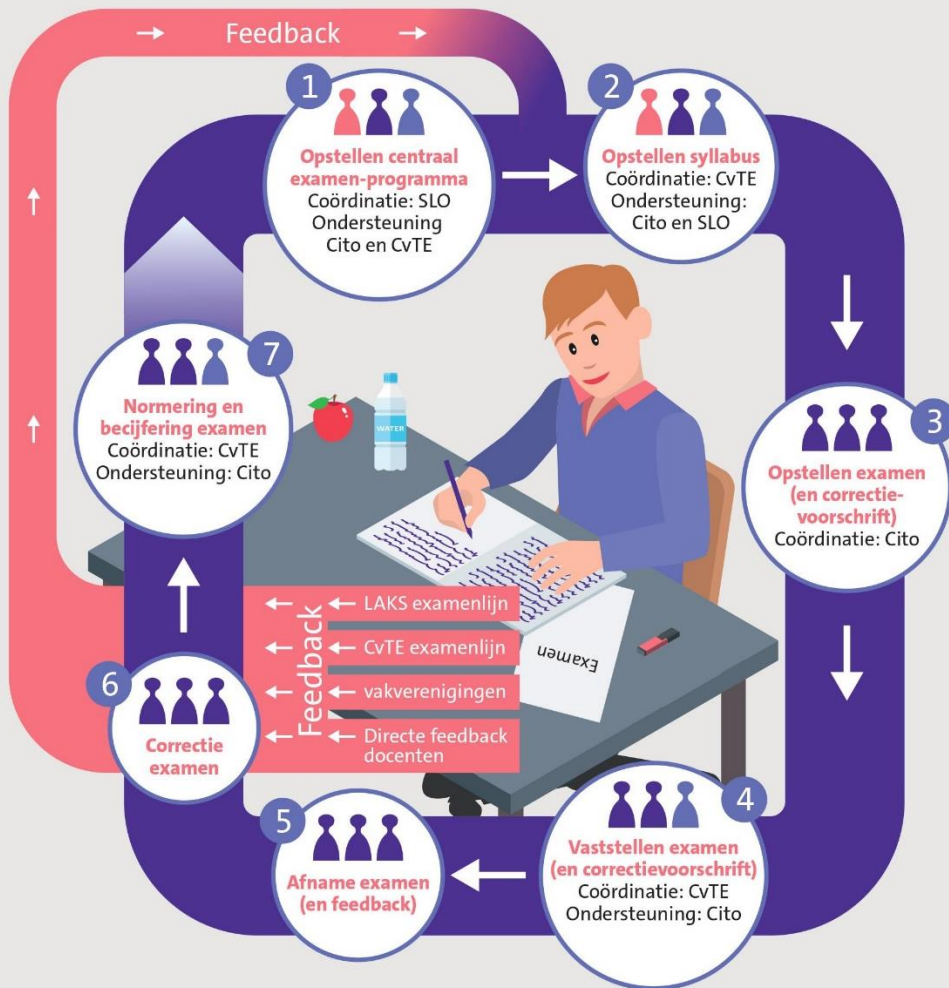 Feedback
1
Opstellen centraal
examen-programma
Coördinatie: SLO
Ondersteuning
Cito en CvTE
2
Opstellen syllabus
Coördinatie: CvTE
Ondersteuning:
Cito en SLO
3
Opstellen examen
(en correctie-
voorschrift)
Coördinatie: Cito
4
Vaststellen examen
(en correctievoorschrift)
Coördinatie: CvTE
Ondersteuning: Cito
5
Afname examen
(en feedback)
6
Correctie
examen
7
Normering en
becijfering examen
Coördinatie: CvTE
Ondersteuning: Cito
WATER
Feedback
LAKS examenlijn
CvTE examenlijn
vakverenigingen
Directe feedback
docenten
Examen